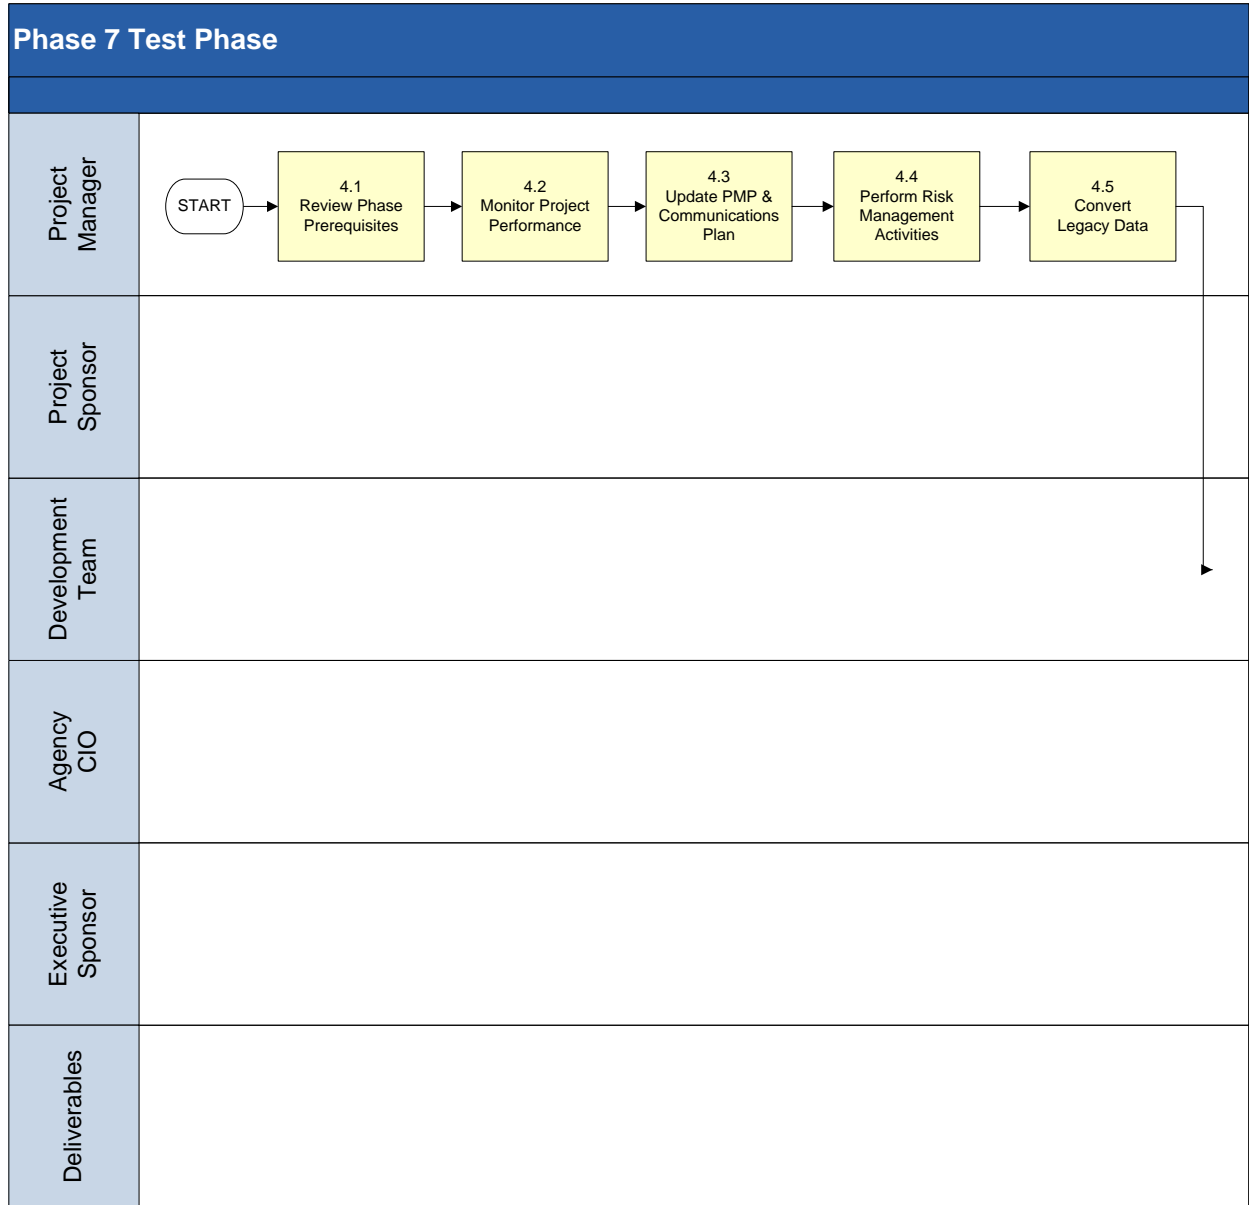 Phase 7 Test Phase
Project
Manager
START
4.1
Review Phase
Prerequisites
4.2
Monitor Project
Performance
4.3
Update PMP &
Communications
Plan
4.4
Perform Risk
Management
Activities
4.5
Convert
Legacy Data
Project
Sponsor
Development
Team
Agency
CIO
Executive
Sponsor
Deliverables